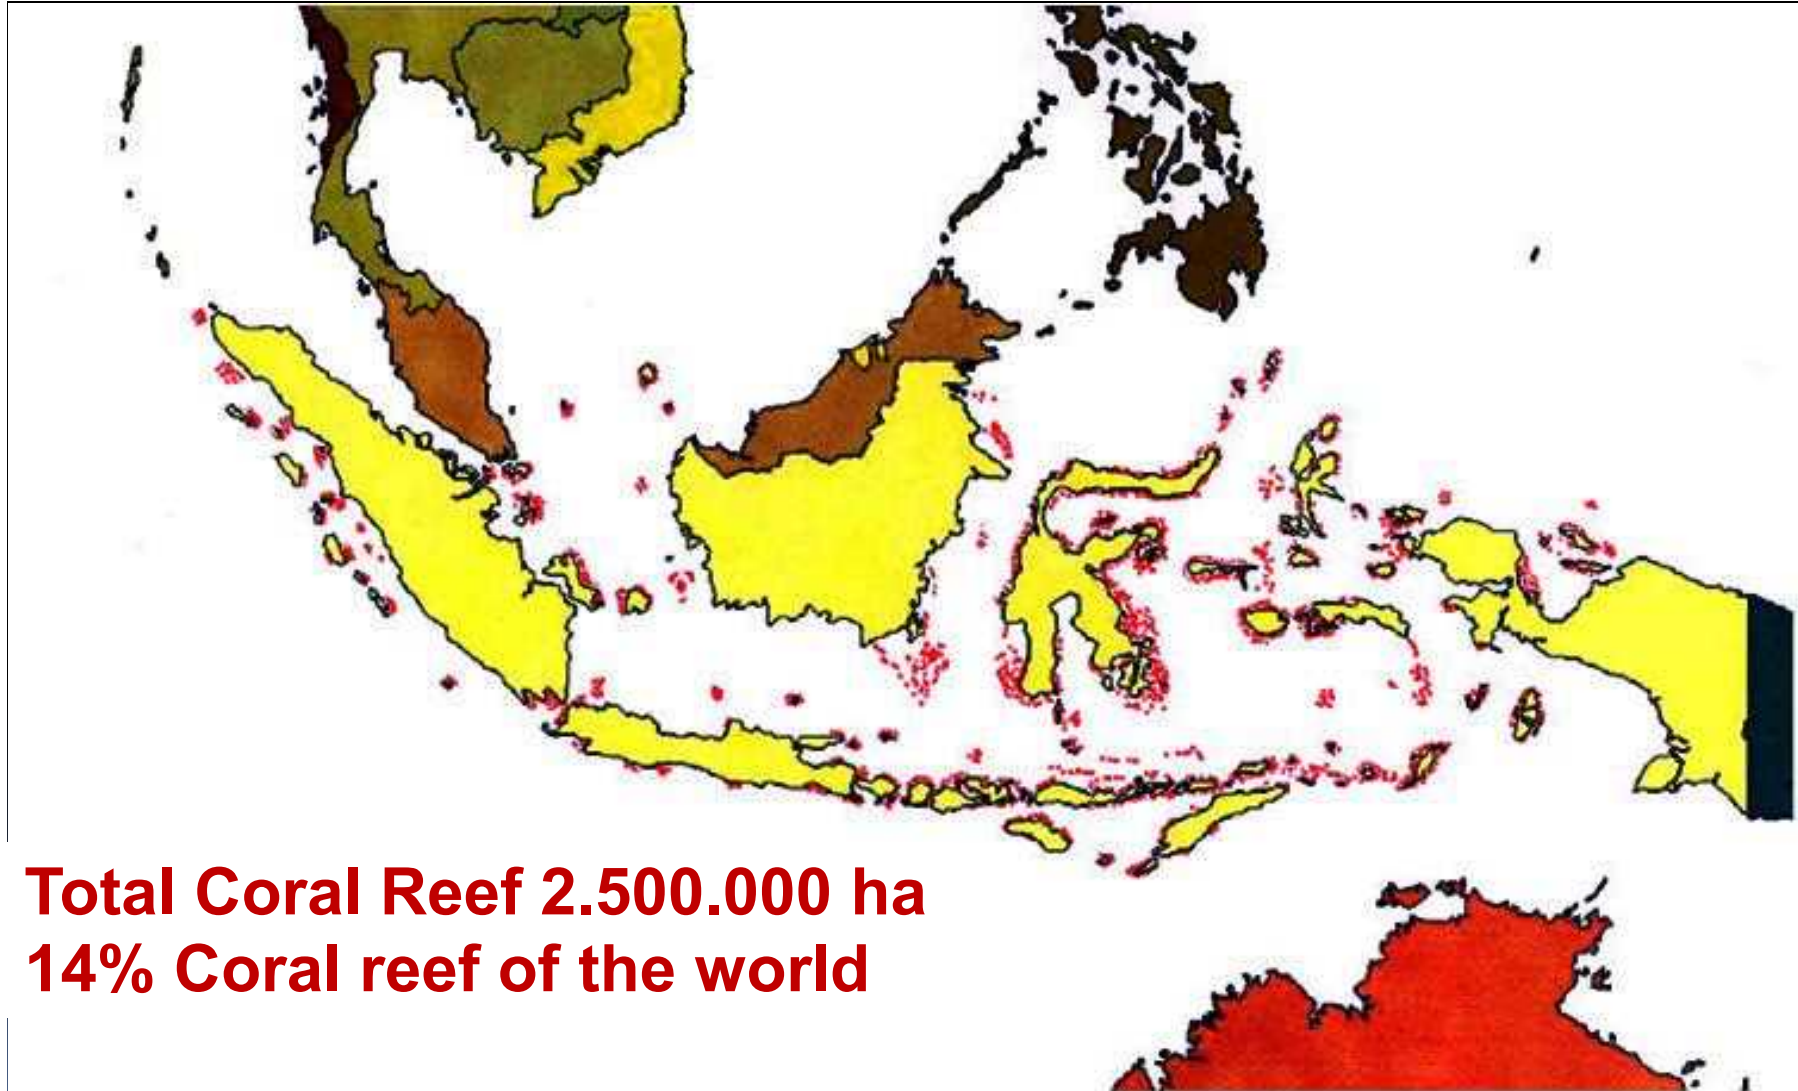 Total Coral Reef 2.500.000 ha
14% Coral reef of the world